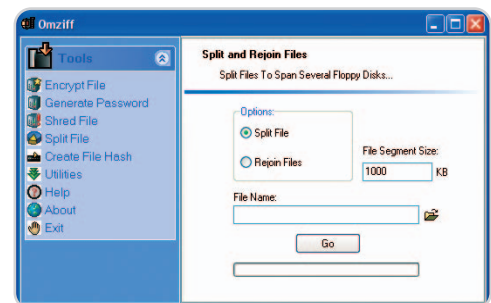 Omziff
Tools
Encrypt File
Generate Password
Shred File
Split File
Create File Hash
Utilities
Help
About
Exit
Split and Rejoin Files
Split Files To Span Several Floppy Disks...
Options:
Split File
Rejoin Files
File Segment Size:
1000 KB
File Name:
Go